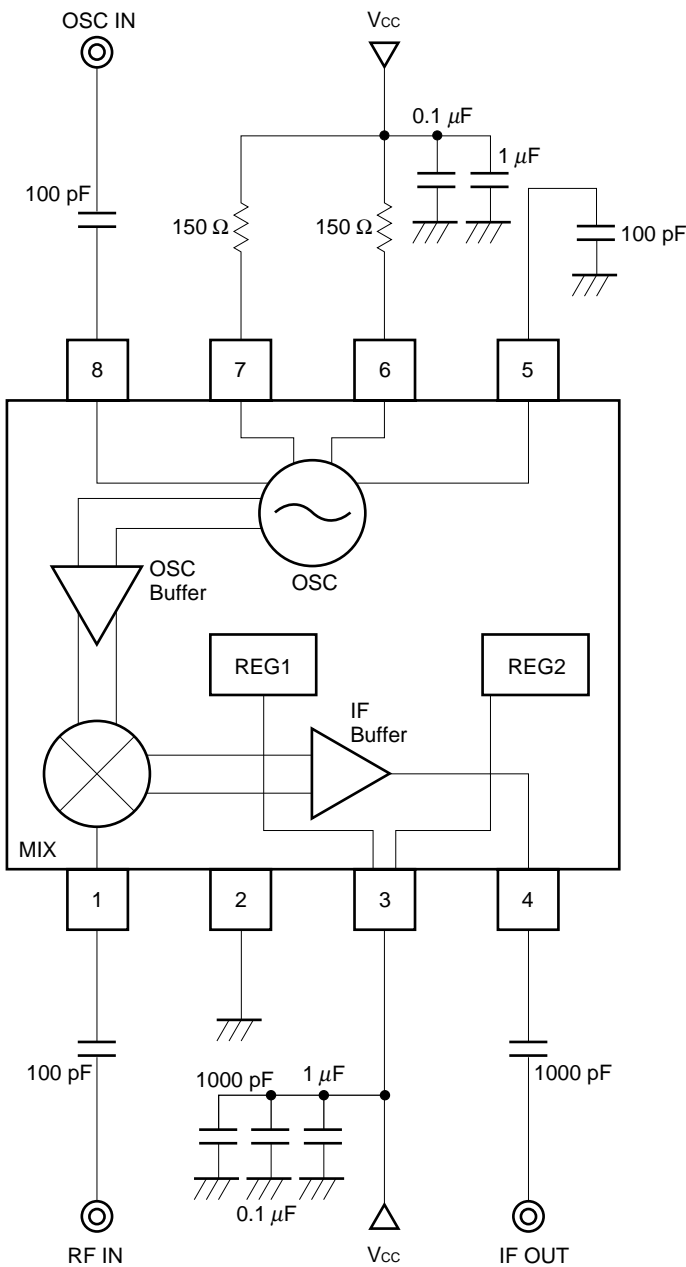 OSC IN
Vcc
0.1 μF
1 μF
100 pF
150 Ω
150 Ω
100 pF
8
7
6
5
OSC
Buffer
OSC
REG1
REG2
IF
Buffer
MIX
1
2
3
4
100 pF
1000 pF
1 μF
1000 pF
0.1 μF
RF IN
Vcc
IF OUT